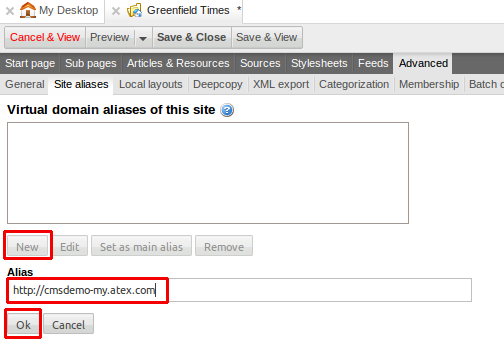 My Desktop Greenfield Times *
Cancel & View Preview Save & Close Save & View
Start page Sub pages Articles & Resources Sources Stylesheets Feeds Advanced
General Site aliases Local layouts Deepcopy XML export Categorization Membership Batch
Virtual domain aliases of this site ?
New Edit Set as main alias Remove
Alias
http://cmsdemo-my.atex.com
Ok Cancel